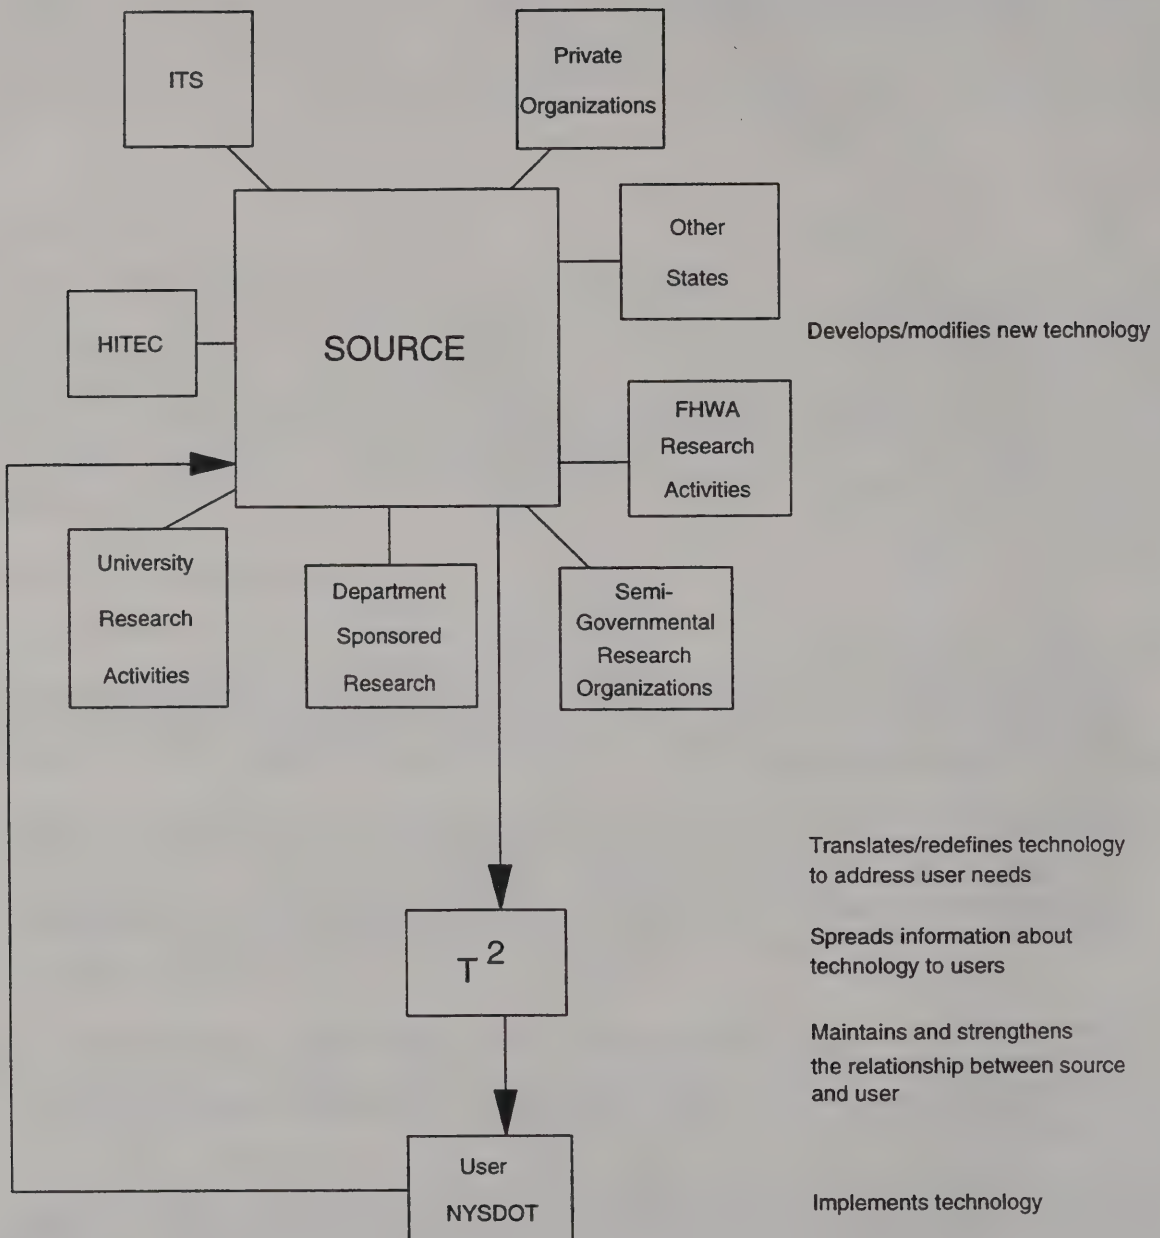 ITS
Private
Organizations
Other
States
HITEC
SOURCE
Develops/modifies new technology
FHWA
Research
Activities
University
Research
Activities
Department
Sponsored
Research
Semi-
Governmental
Research
Organizations
Translates/redefines technology
to address user needs
T²
Spreads information about
technology to users
Maintains and strengthens
the relationship between source
and user
User
NYSDOT
Implements technology